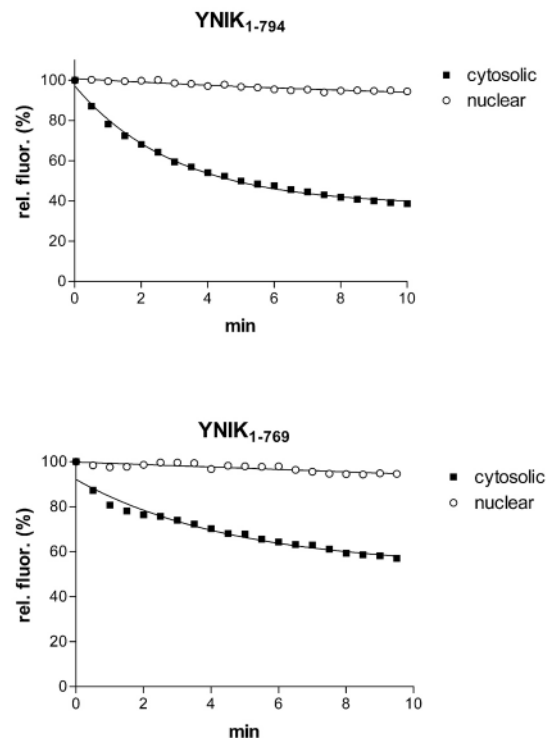 YNIK1-794
100
80
60
40
20
0
rel. fluor. (%)
0 2 4 6 8 10
min
cytosolic
nuclear
YNIK1-769
100
80
60
40
20
0
rel. fluor. (%)
0 2 4 6 8 10
min
cytosolic
nuclear